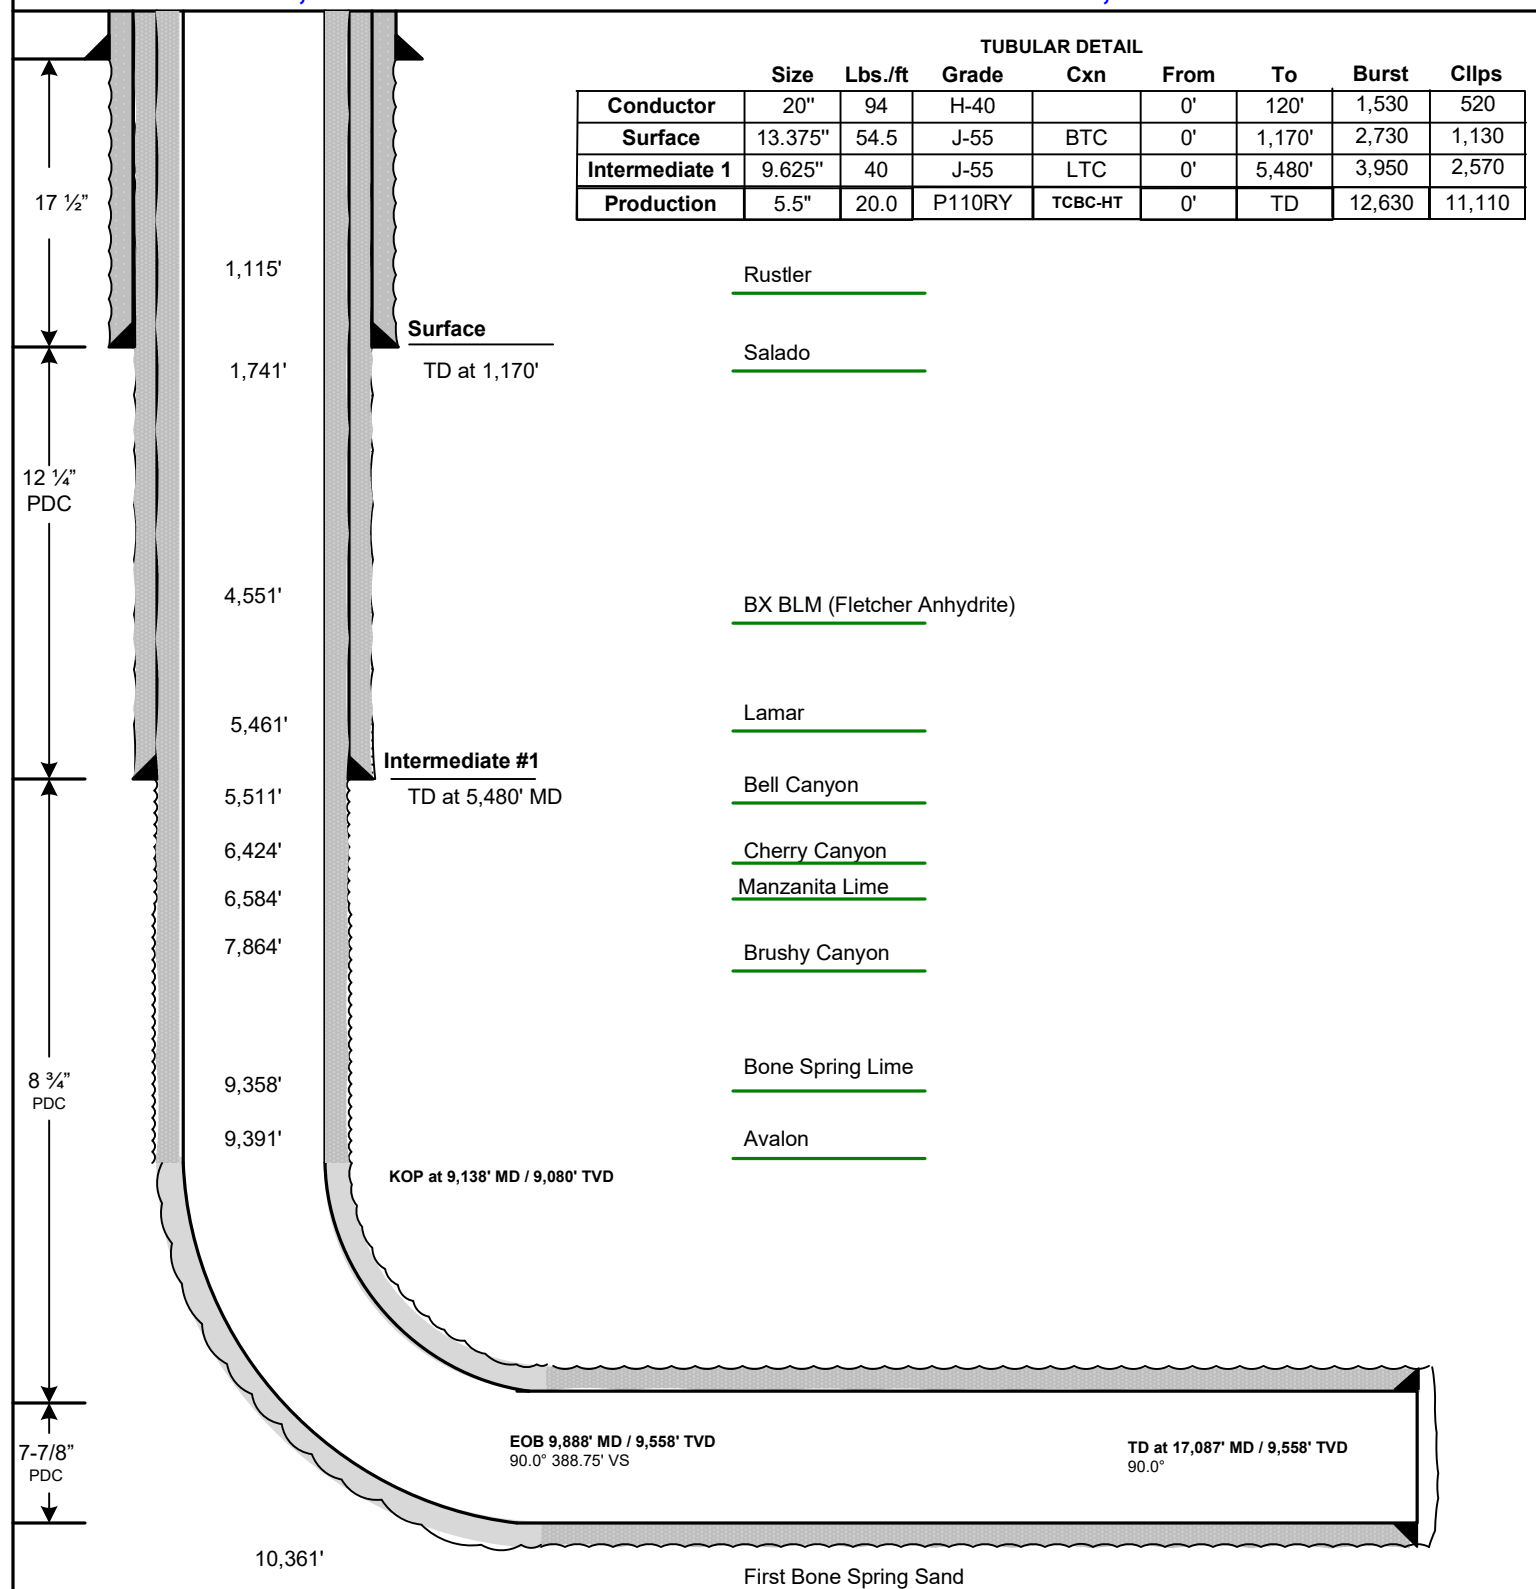 TUBULAR DETAIL
Size Lbs./ft Grade Cxn From To Burst Cllps
Conductor 20" 94 H-40 0' 120' 1,530 520
Surface 13.375" 54.5 J-55 BTC 0' 1,170' 2,730 1,130
Intermediate 1 9.625" 40 J-55 LTC 0' 5,480' 3,950 2,570
Production 5.5" 20.0 P110RY TCBC-HT 0' TD 12,630 11,110
17 ½”
1,115' Rustler
Surface
1,741' TD at 1,170' Salado
12 ¼”
PDC
4,551' BX BLM (Fletcher Anhydrite)
5,461' Lamar
Intermediate #1
5,511' TD at 5,480' MD Bell Canyon
6,424' Cherry Canyon
6,584' Manzanita Lime
7,864' Brushy Canyon
8 ¾”
PDC
9,358' Bone Spring Lime
9,391' Avalon
KOP at 9,138' MD / 9,080' TVD
7-7/8”
PDC
EOB 9,888' MD / 9,558' TVD
90.0° 388.75' VS
TD at 17,087' MD / 9,558' TVD
90.0°
10,361' First Bone Spring Sand